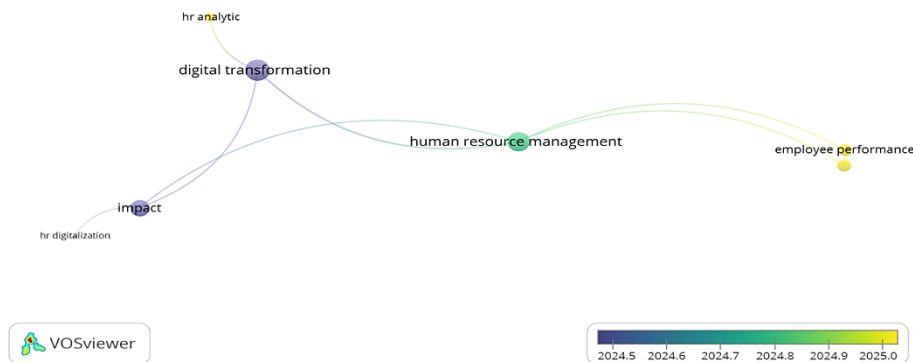 hr analytic
digital transformation
human resource management
employee performance
impact
hr digitalization
VOSviewer
2024.5 2024.6 2024.7 2024.8 2024.9 2025.0